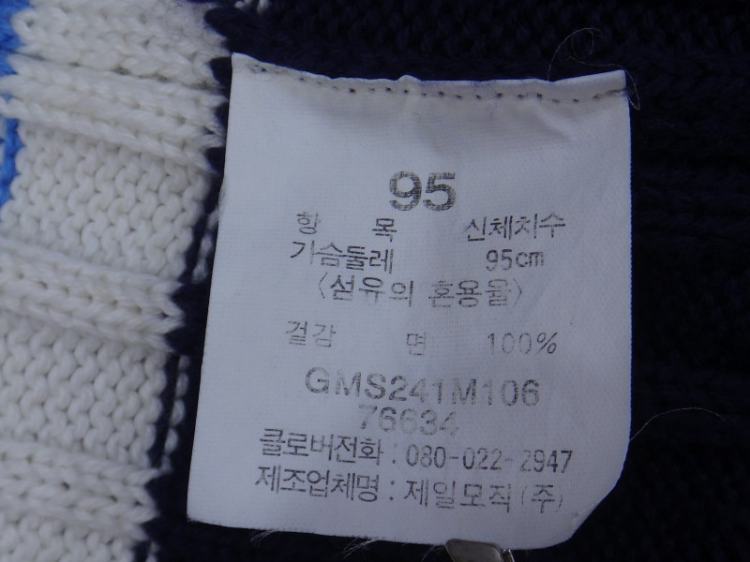 95
항 목 신체치수
가슴둘레 95cm
〈섬유의 혼용율〉
겉감 면 100%
GMS241M106
76634
클로버전화 : 080-022-2947
제조업체명 : 제일모직(주)